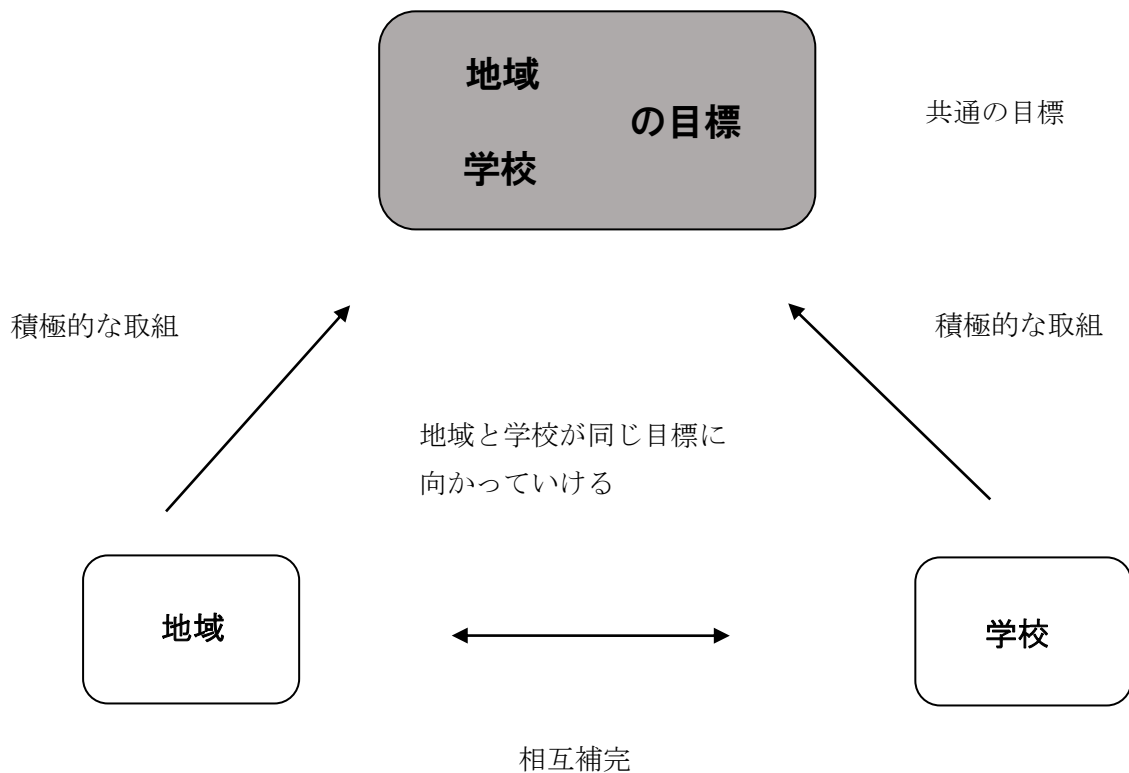 地域
の目標
学校
共通の目標
積極的な取組
積極的な取組
地域と学校が同じ目標に
向かっていける
地域
学校
相互補完